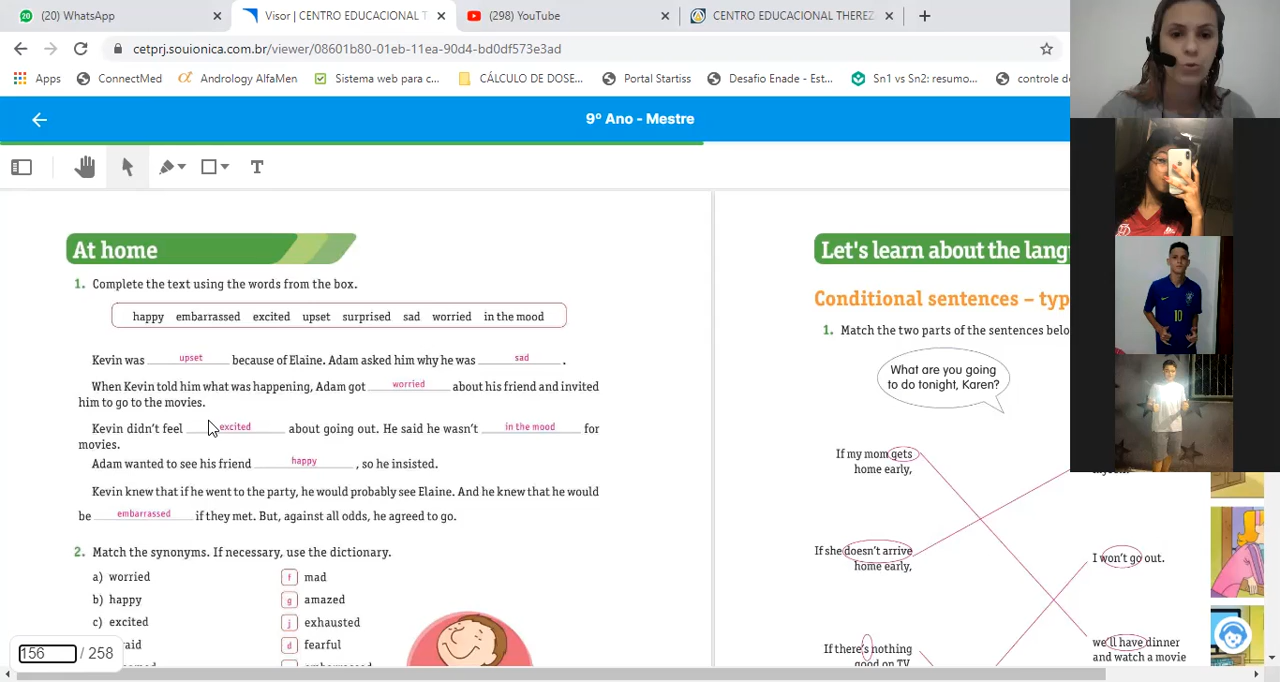 (20) WhatsApp
Visor | CENTRO EDUCACIONAL T
(298) YouTube
CENTRO EDUCACIONAL THEREZ
cetprj.souionica.com.br/viewer/08601b80-01eb-11ea-90d4-bd0df573e3ad
Apps
ConnectMed
Andrology AlfaMen
Sistema web para c...
CÁLCULO DE DOSE...
Portal Startiss
Desafio Enade - Est...
Sn1 vs Sn2: resumo...
controle d
9º Ano - Mestre
At home
1. Complete the text using the words from the box.
happy embarrassed excited upset surprised sad worried in the mood
Kevin was upset because of Elaine. Adam asked him why he was sad .
When Kevin told him what was happening, Adam got worried about his friend and invited
him to go to the movies.
Kevin didn't feel excited about going out. He said he wasn't in the mood for
movies.
Adam wanted to see his friend happy , so he insisted.
Kevin knew that if he went to the party, he would probably see Elaine. And he knew that he would
be embarrassed if they met. But, against all odds, he agreed to go.
2. Match the synonyms. If necessary, use the dictionary.
a) worried f mad
b) happy g amazed
c) excited j exhausted
d fearful
156 / 258
Let's learn about the lang
Conditional sentences – typ
1. Match the two parts of the sentences belo
What are you going
to do tonight, Karen?
If my mom gets
home early,
If she doesn't arrive
home early,
I won't go out.
If there's nothing
good on TV
we'll have dinner
and watch a movie
10